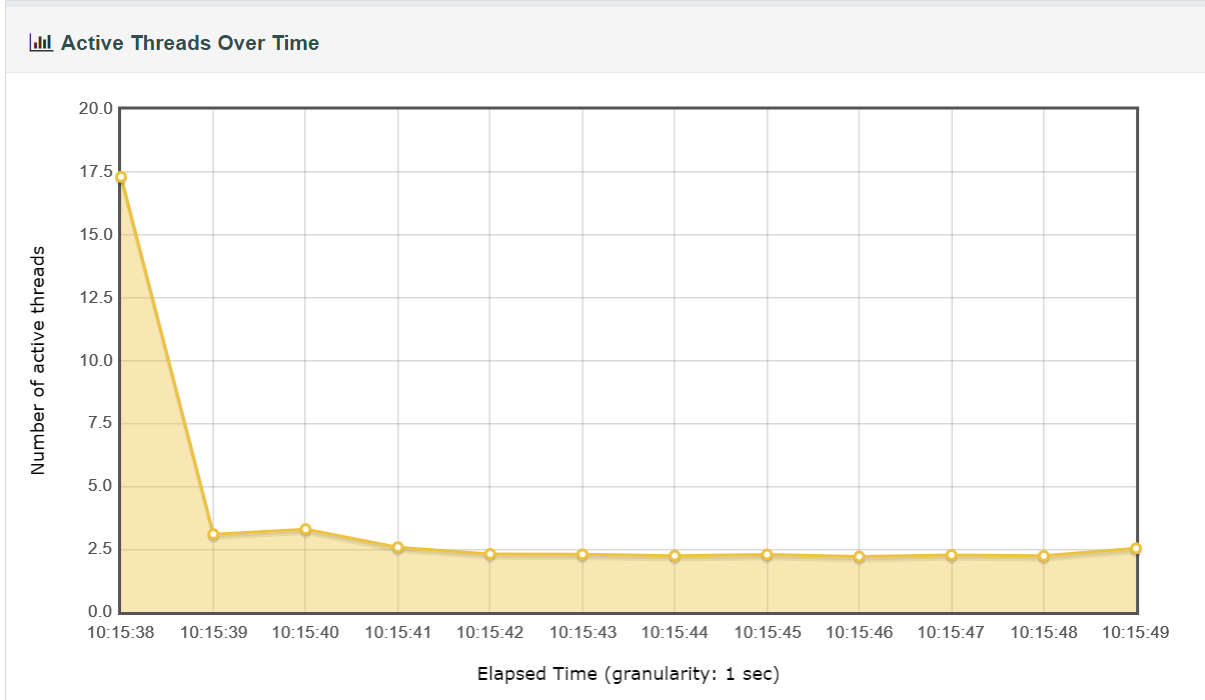 Active Threads Over Time
20.0
17.5
15.0
12.5
10.0
7.5
5.0
2.5
0.0
Number of active threads
10:15:38 10:15:39 10:15:40 10:15:41 10:15:42 10:15:43 10:15:44 10:15:45 10:15:46 10:15:47 10:15:48 10:15:49
Elapsed Time (granularity: 1 sec)